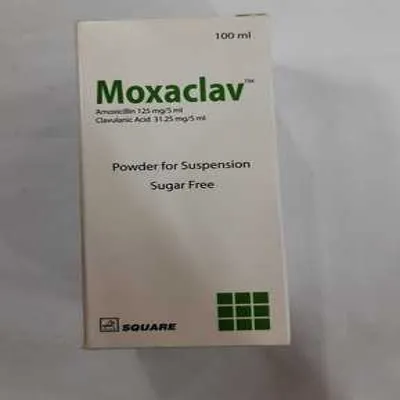 100 ml
Moxaclav™
Amoxicillin 125 mg/5 ml
Clavulanic Acid 31.25 mg/5 ml
Powder for Suspension
Sugar Free
SQUARE